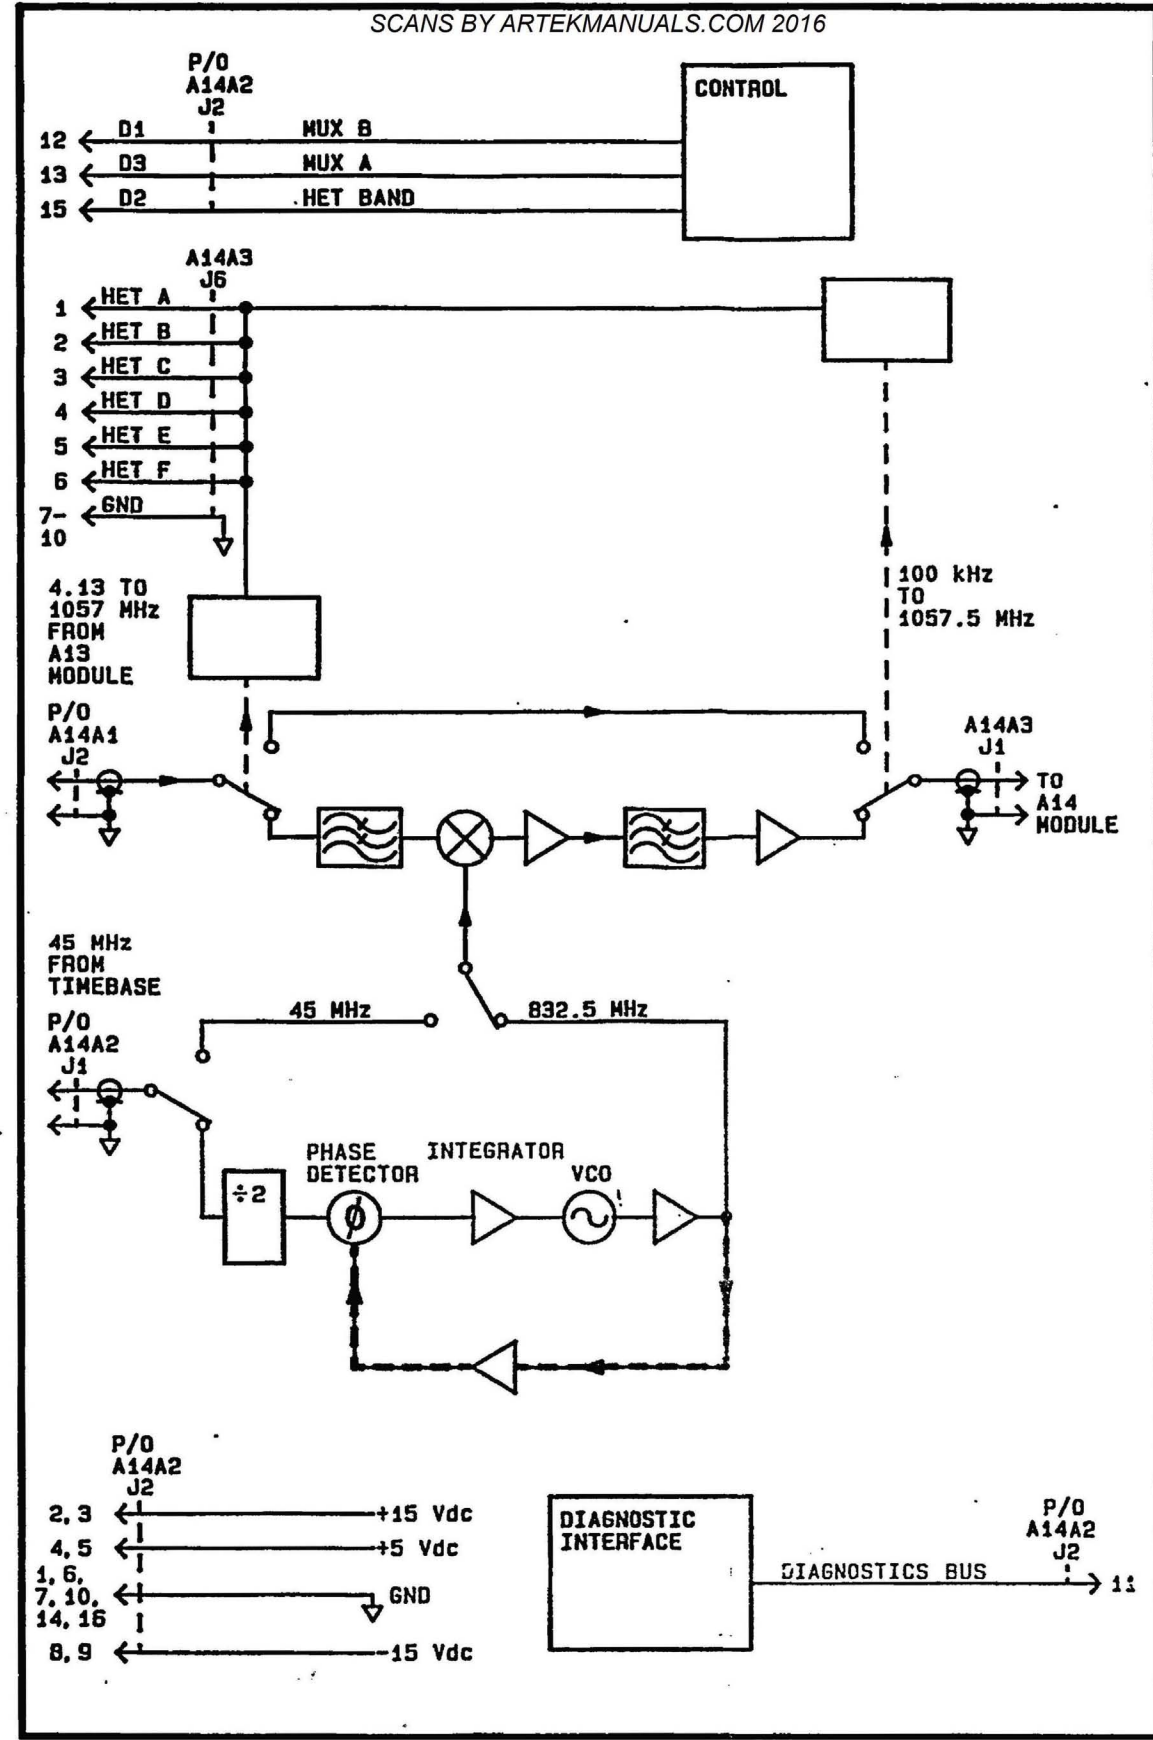 SCANS BY ARTEKMANUALS.COM 2016
P/O
A14A2
J2
CONTROL
12 D1 MUX B
13 D3 MUX A
15 D2 HET BAND
A14A3
J6
1 HET A
2 HET B
3 HET C
4 HET D
5 HET E
6 HET F
7-
10
GND
4.13 TO
1057 MHz
FROM
A13
MODULE
100 kHz
TO
1057.5 MHz
P/O
A14A1
J2
A14A3
J1
TO
A14
MODULE
45 MHz
FROM
TIMEBASE
P/O
A14A2
J1
45 MHz
832.5 MHz
PHASE
DETECTOR
INTEGRATOR
VCO
÷2
ϕ
P/O
A14A2
J2
2,3 +15 Vdc
4,5 +5 Vdc
1,6,
7,10,
14,16
GND
8,9 -15 Vdc
DIAGNOSTIC
INTERFACE
DIAGNOSTICS BUS
P/O
A14A2
J2
11